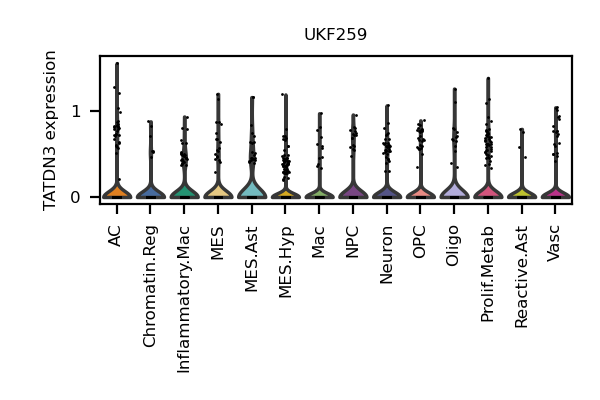 UKF259
TATDN3 expression
1
0
AC
Chromatin.Reg
Inflammatory.Mac
MES
MES.Ast
MES.Hyp
Mac
NPC
Neuron
OPC
Oligo
Prolif.Metab
Reactive.Ast
Vasc